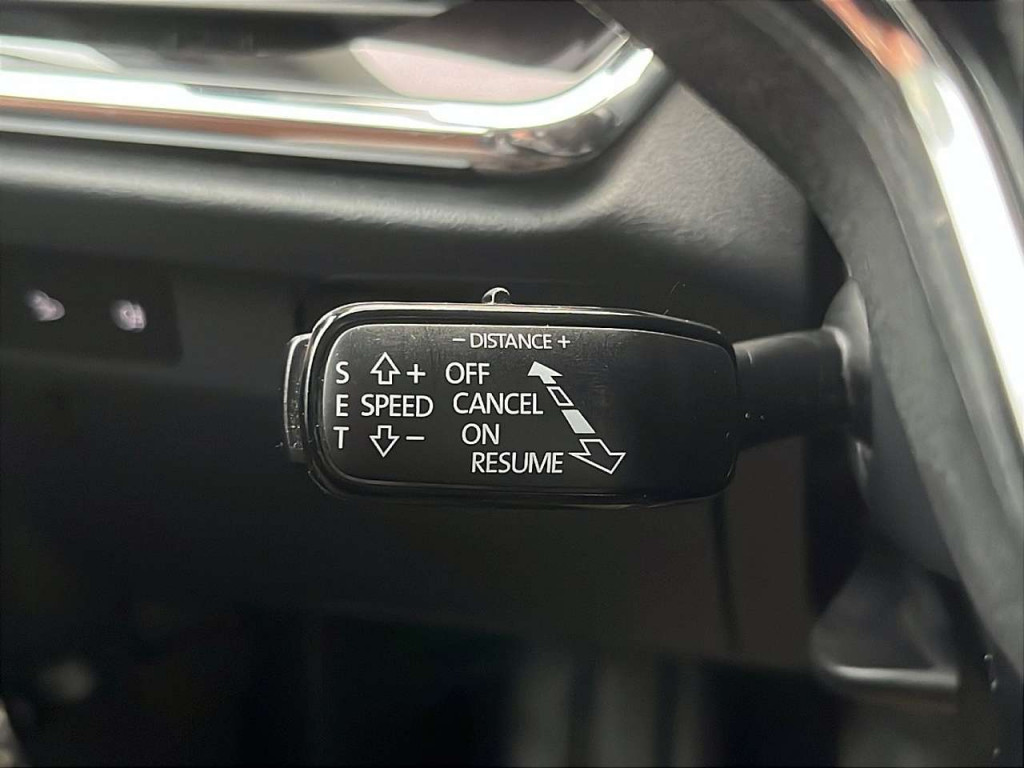 − DISTANCE +
S + OFF
E SPEED CANCEL
T − ON
RESUME